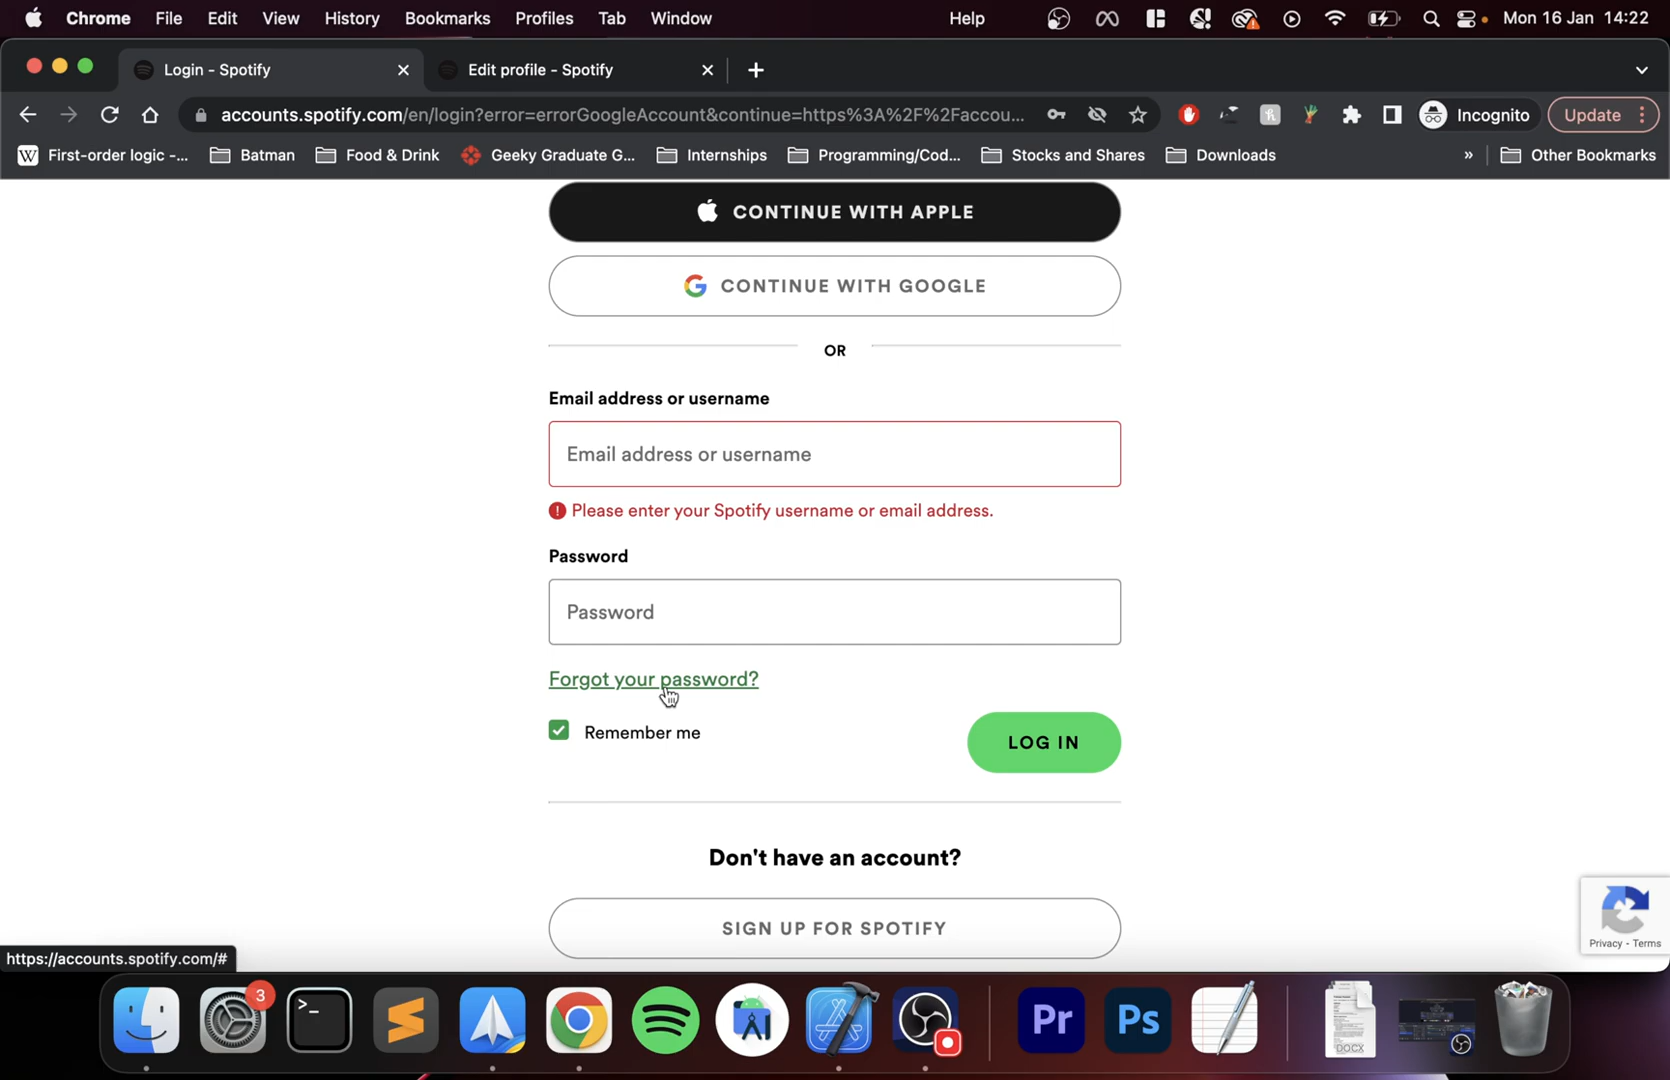 Chrome File Edit View History Bookmarks Profiles Tab Window Help Mon 16 Jan 14:22
Login - Spotify Edit profile - Spotify
accounts.spotify.com/en/login?error=errorGoogleAccount&continue=https%3A%2F%2Faccou... Incognito Update
W First-order logic -... Batman Food & Drink Geeky Graduate G... Internships Programming/Cod... Stocks and Shares Downloads » Other Bookmarks
CONTINUE WITH APPLE
CONTINUE WITH GOOGLE
OR
Email address or username
Email address or username
Please enter your Spotify username or email address.
Password
Password
Forgot your password?
Remember me
LOG IN
Don't have an account?
SIGN UP FOR SPOTIFY
Privacy - Terms
https://accounts.spotify.com/#
3
>_
Pr
Ps
DOCX